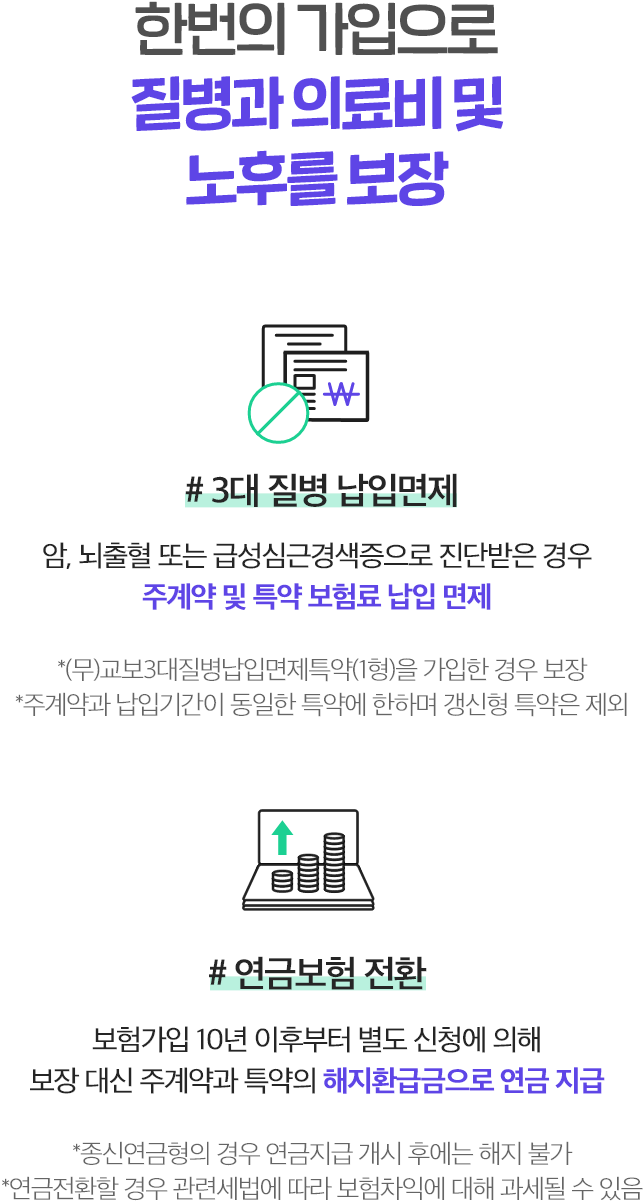 한번의 가입으로
질병과 의료비 및
노후를 보장
₩
# 3대 질병 납입면제
암, 뇌출혈 또는 급성심근경색증으로 진단받은 경우
주계약 및 특약 보험료 납입 면제
*(무)교보3대질병납입면제특약(1형)을 가입한 경우 보장
*주계약과 납입기간이 동일한 특약에 한하며 갱신형 특약은 제외
# 연금보험 전환
보험가입 10년 이후부터 별도 신청에 의해
보장 대신 주계약과 특약의 해지환급금으로 연금 지급
*종신연금형의 경우 연금지급 개시 후에는 해지 불가
*연금전환할 경우 관련세법에 따라 보험차익에 대해 과세될 수 있음